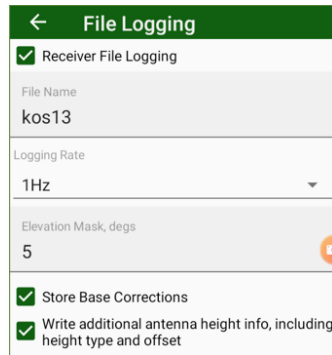 File Logging
Receiver File Logging
File Name
kos13
Logging Rate
1Hz
Elevation Mask, degs
5
Store Base Corrections
Write additional antenna height info, including
height type and offset